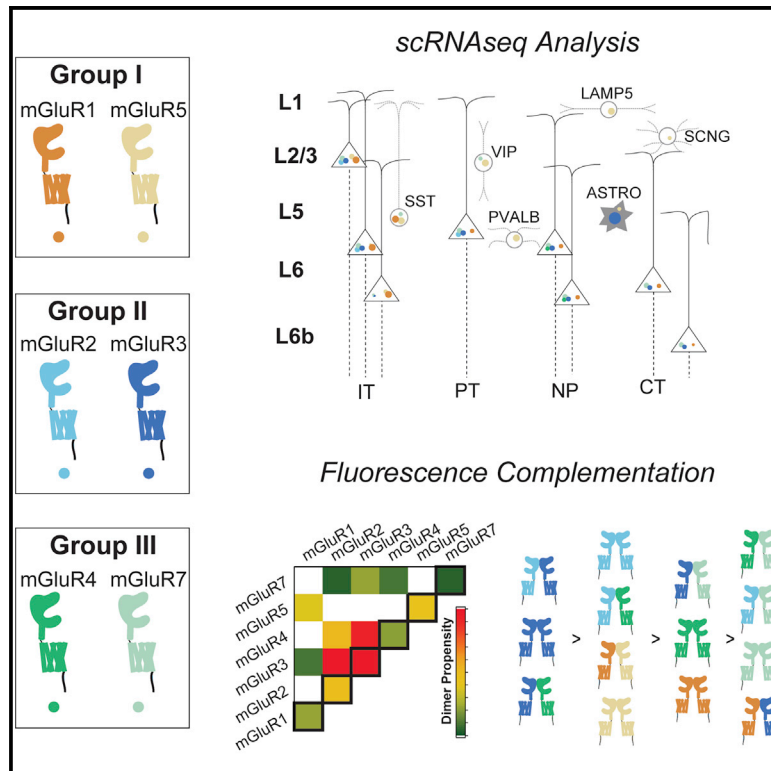 Group I
mGluR1 mGluR5
Group II
mGluR2 mGluR3
Group III
mGluR4 mGluR7
scRNAseq Analysis
L1
L2/3
L5
L6
L6b
LAMP5
SCNG
VIP
SST
PVALB
ASTRO
IT PT NP CT
Fluorescence Complementation
mGluR1
mGluR2
mGluR3
mGluR4
mGluR5
mGluR7
mGluR7
mGluR5
mGluR4
mGluR3
mGluR2
mGluR1
Dimer Propensity
> > >